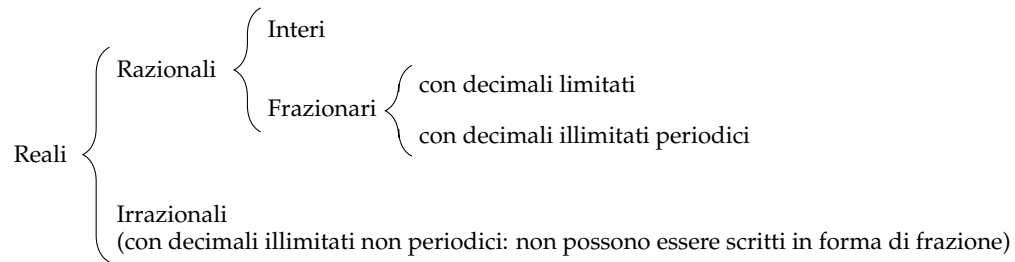 Interi
Razionali
con decimali limitati
Frazionari
con decimali illimitati periodici
Reali
Irrazionali
(con decimali illimitati non periodici: non possono essere scritti in forma di frazione)